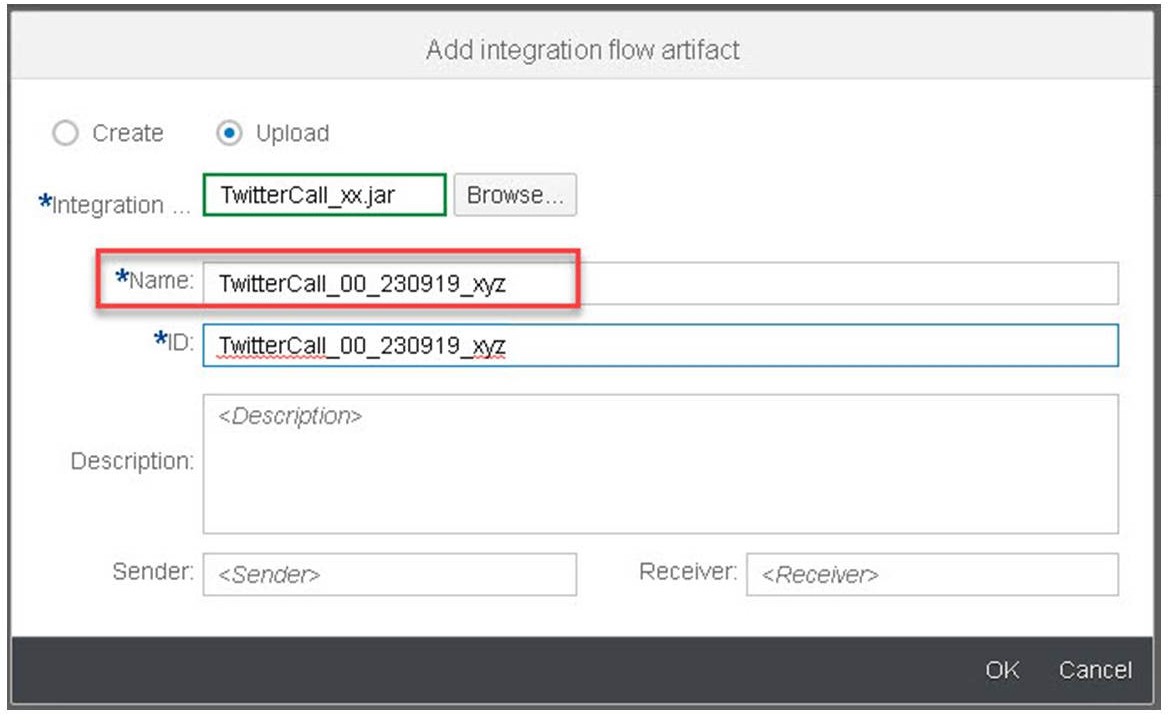 Add integration flow artifact
Create Upload
*Integration ... TwitterCall_xx.jar Browse...
*Name: TwitterCall_00_230919_xyz
*ID: TwitterCall_00_230919_xyz
<Description>
Description:
Sender: <Sender> Receiver: <Receiver>
OK Cancel